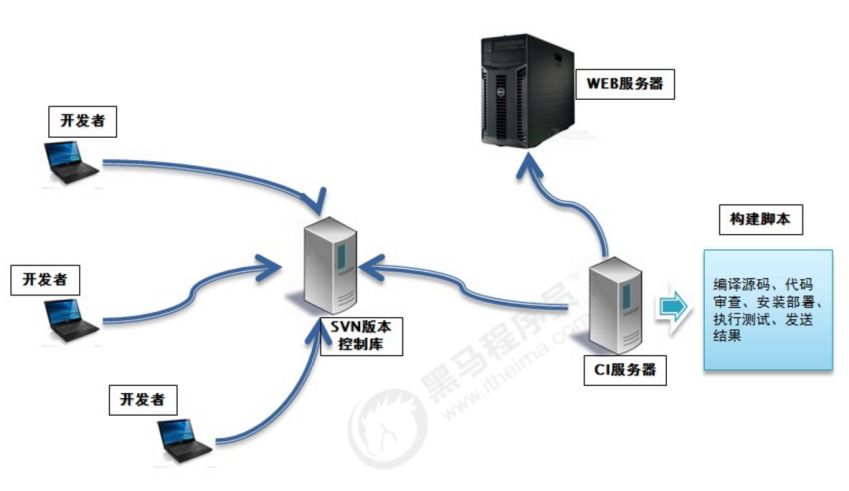 WEB服务器
开发者
构建脚本
开发者
编译源码、代码
审查、安装部署、
执行测试、发送
结果
SVN版本
控制库
CI服务器
开发者
黑马程序员™
www.itheima.com